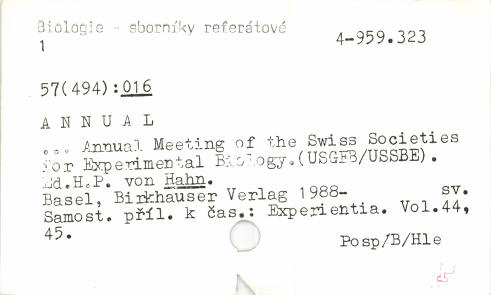 Biologie - sborníky referátové
1
4-959.323
57(494):016
A N N U A L
... Annual Meeting of the Swiss Societies
for Experimental Biology.(USGEB/USSBE).
Ed.H.P. von Hahn.
Basel, Birkhauser Verlag 1988- sv.
Samost. příl. k čas.: Experientia. Vol.44,
45.
Posp/B/Hle